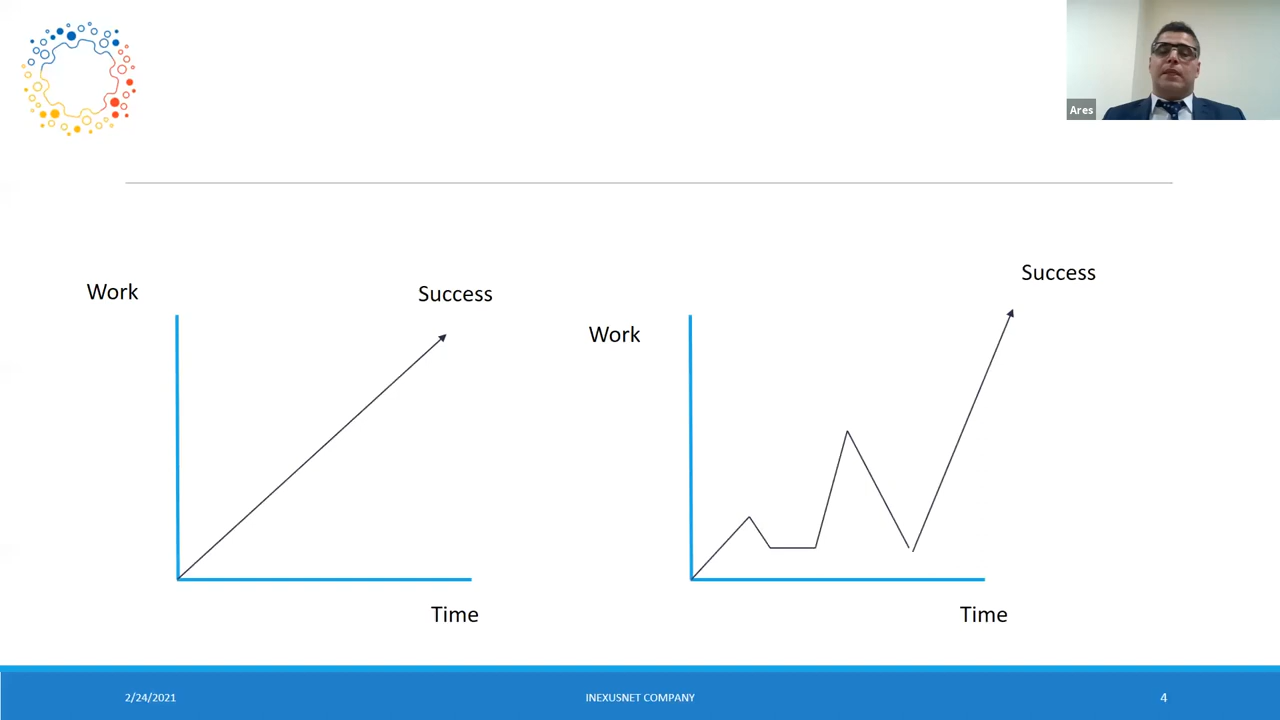 Ares
Work
Success
Time
Success
Work
Time
2/24/2021
INEXUSNET COMPANY
4